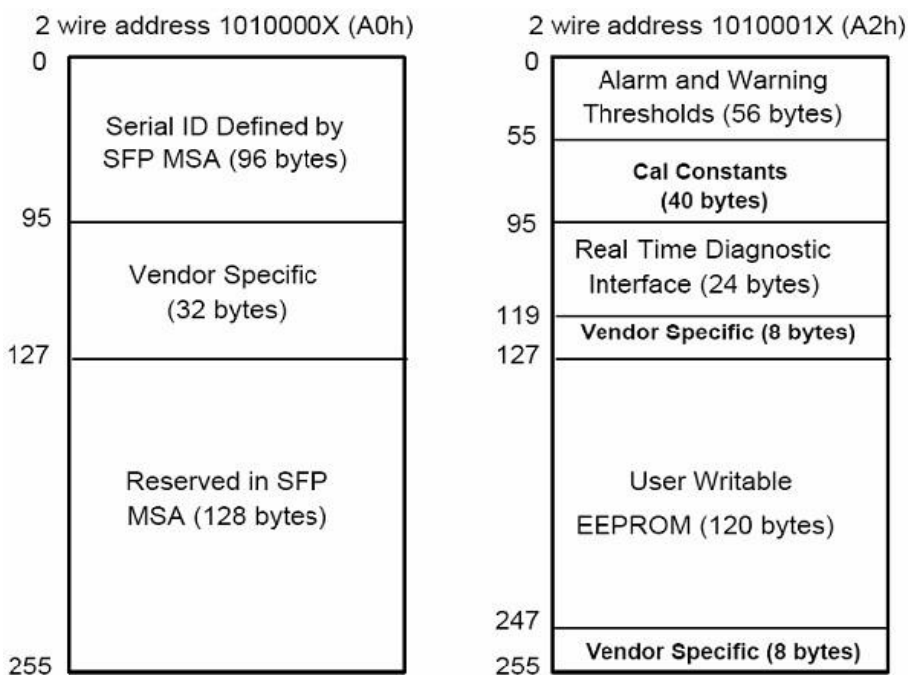 2 wire address 1010000X (A0h)
0
Serial ID Defined by
SFP MSA (96 bytes)
95
Vendor Specific
(32 bytes)
127
Reserved in SFP
MSA (128 bytes)
255
2 wire address 1010001X (A2h)
0
Alarm and Warning
Thresholds (56 bytes)
55
Cal Constants
(40 bytes)
95
Real Time Diagnostic
Interface (24 bytes)
119
Vendor Specific (8 bytes)
127
User Writable
EEPROM (120 bytes)
247
Vendor Specific (8 bytes)
255